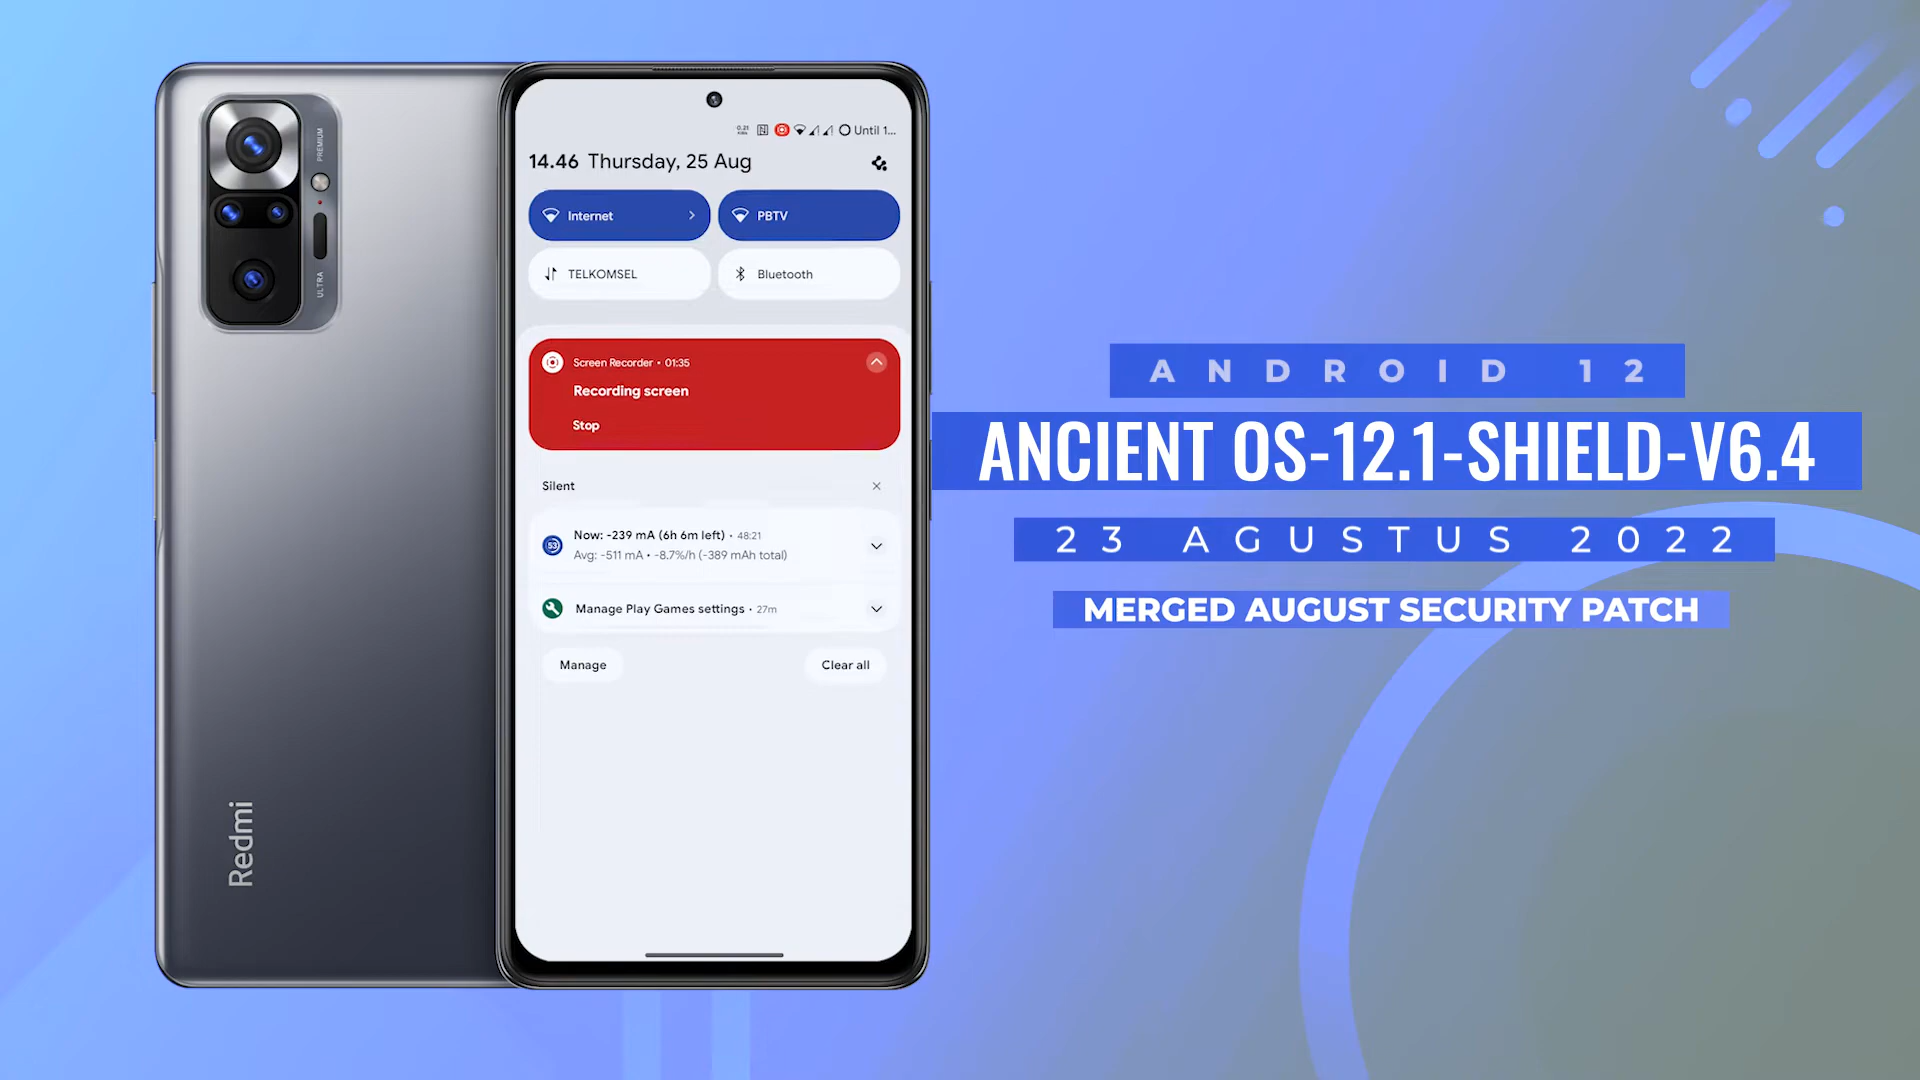 PREMIUM
ULTRA
Redmi
0.21
Until 1...
14.46 Thursday, 25 Aug
Internet
PBTV
TELKOMSEL
Bluetooth
Screen Recorder • 01:35
Recording screen
Stop
Silent
53
Now: -239 mA (6h 6m left) • 48:21
Avg: -511 mA • -8.7%/h (-389 mAh total)
Manage Play Games settings • 27m
Manage
Clear all
ANDROID 12
ANCIENT OS-12.1-SHIELD-V6.4
23 AGUSTUS 2022
MERGED AUGUST SECURITY PATCH